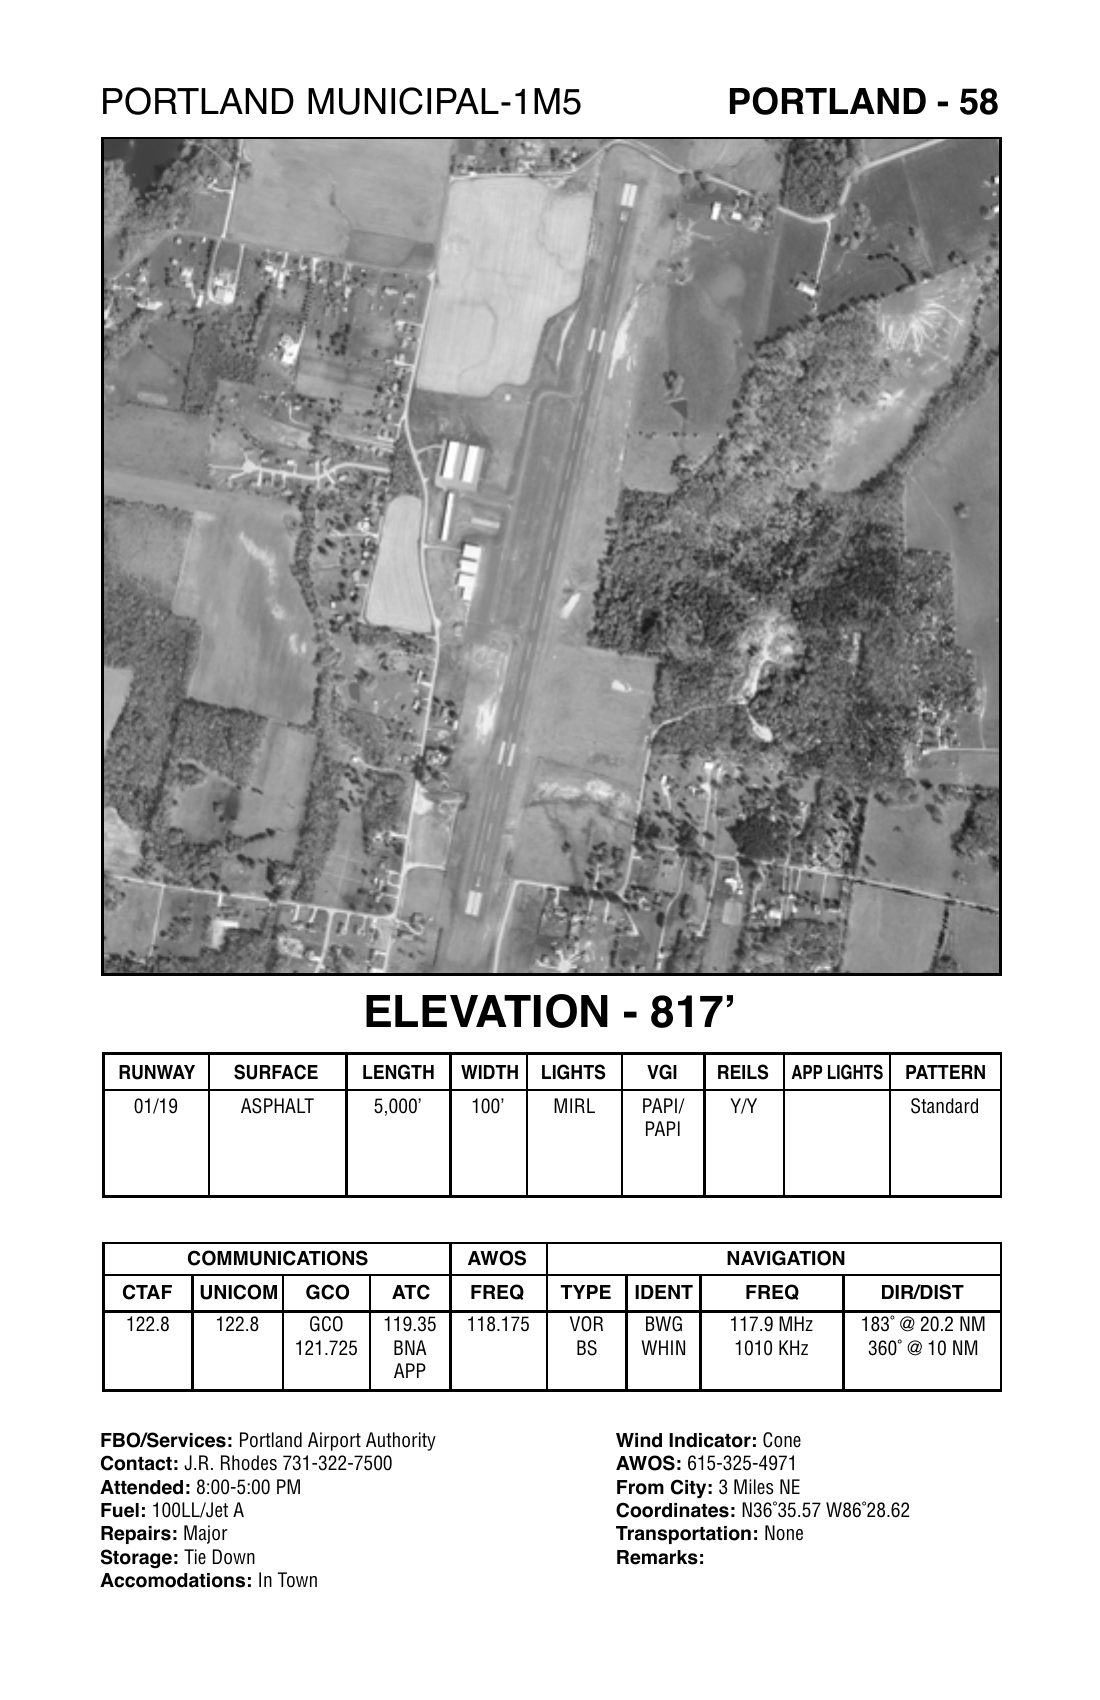 PORTLAND MUNICIPAL-1M5 PORTLAND - 58
ELEVATION - 817’
RUNWAY SURFACE LENGTH WIDTH LIGHTS VGI REILS APP LIGHTS PATTERN
01/19 ASPHALT 5,000’ 100’ MIRL PAPI/ Y/Y Standard
PAPI
COMMUNICATIONS AWOS NAVIGATION
CTAF UNICOM GCO ATC FREQ TYPE IDENT FREQ DIR/DIST
122.8 122.8 GCO 119.35 118.175 VOR BWG 117.9 MHz 183˚ @ 20.2 NM
121.725 BNA BS WHIN 1010 KHz 360˚ @ 10 NM
APP
FBO/Services: Portland Airport Authority
Contact: J.R. Rhodes 731-322-7500
Attended: 8:00-5:00 PM
Fuel: 100LL/Jet A
Repairs: Major
Storage: Tie Down
Accomodations: In Town
Wind Indicator: Cone
AWOS: 615-325-4971
From City: 3 Miles NE
Coordinates: N36˚35.57 W86˚28.62
Transportation: None
Remarks: